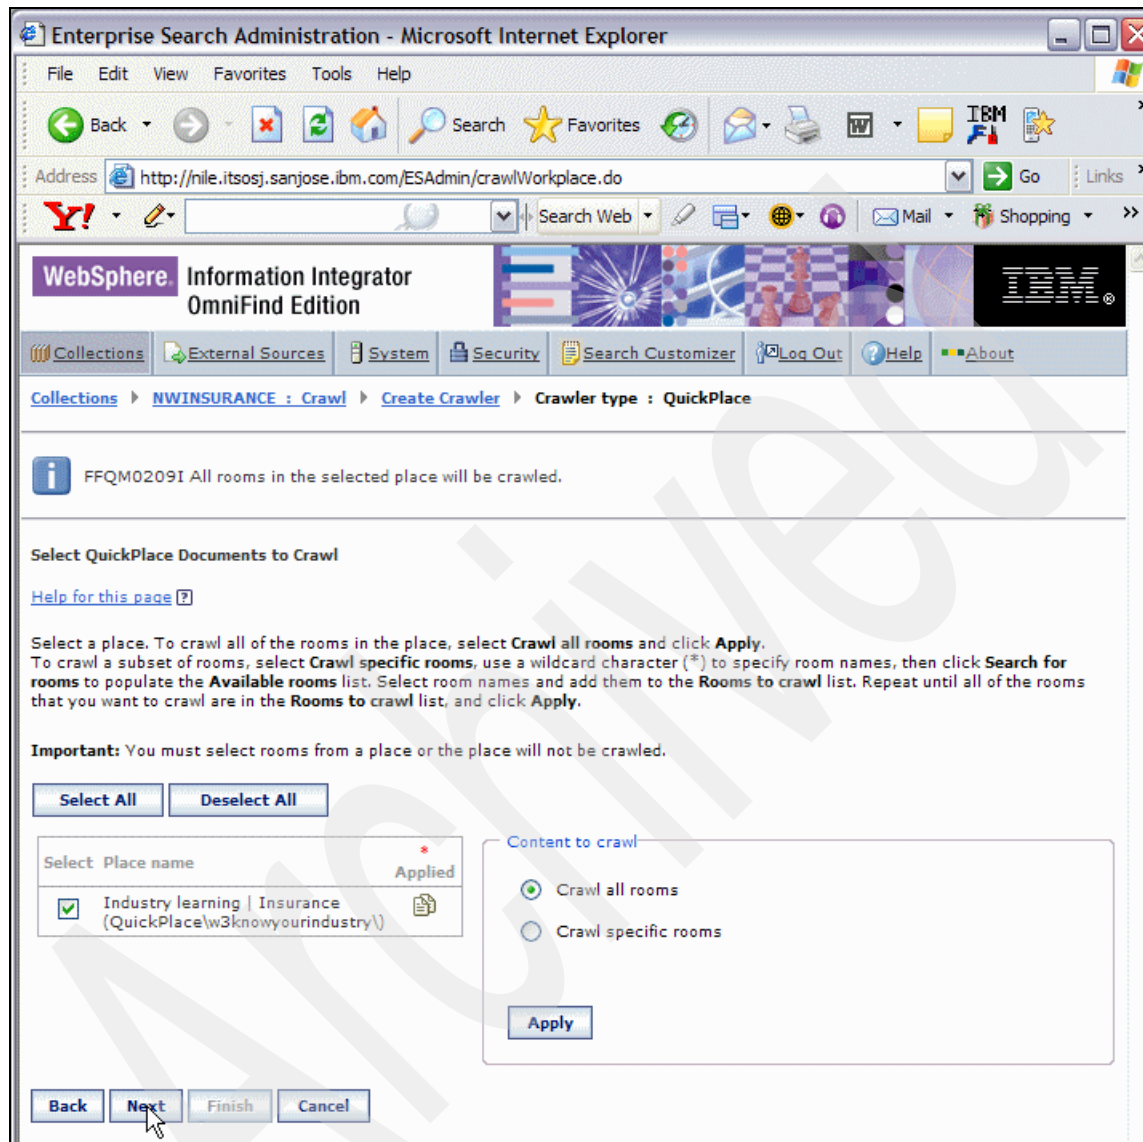 Enterprise Search Administration - Microsoft Internet Explorer
File Edit View Favorites Tools Help
Back Search Favorites IBM
Address http://nile.itsosj.sanjose.ibm.com/ESAdmin/crawlWorkplace.do Go Links
Y! Search Web Mail Shopping
WebSphere. Information Integrator
OmniFind Edition
IBM®
Collections External Sources System Security Search Customizer Log Out Help About
Collections NWINSURANCE : Crawl Create Crawler Crawler type : QuickPlace
FFQM0209I All rooms in the selected place will be crawled.
Select QuickPlace Documents to Crawl
Help for this page ?
Select a place. To crawl all of the rooms in the place, select Crawl all rooms and click Apply.
To crawl a subset of rooms, select Crawl specific rooms, use a wildcard character (*) to specify room names, then click Search for
rooms to populate the Available rooms list. Select room names and add them to the Rooms to crawl list. Repeat until all of the rooms
that you want to crawl are in the Rooms to crawl list, and click Apply.
Important: You must select rooms from a place or the place will not be crawled.
Select All Deselect All
Select Place name * Applied
Industry learning | Insurance
(QuickPlace\w3knowyourindustry\)
Content to crawl
Crawl all rooms
Crawl specific rooms
Apply
Back Next Finish Cancel
Archived